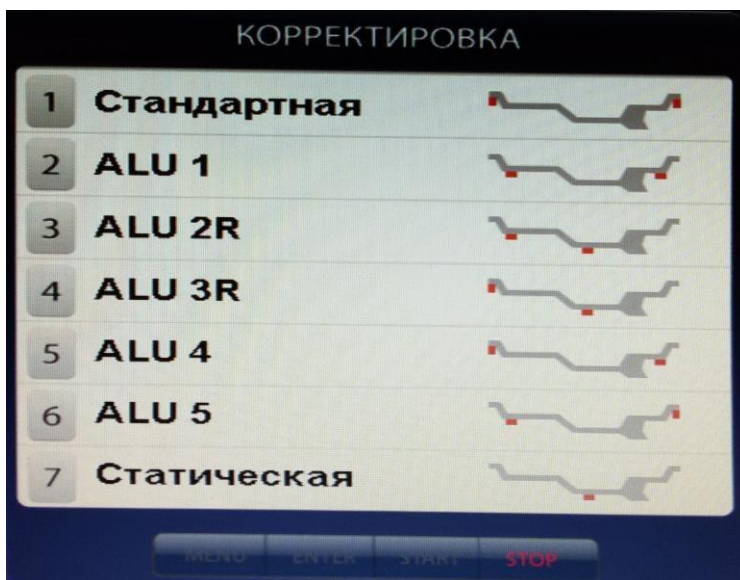 КОРРЕКТИРОВКА
1 Стандартная
2 ALU 1
3 ALU 2R
4 ALU 3R
5 ALU 4
6 ALU 5
7 Статическая
MENU ENTER START STOP